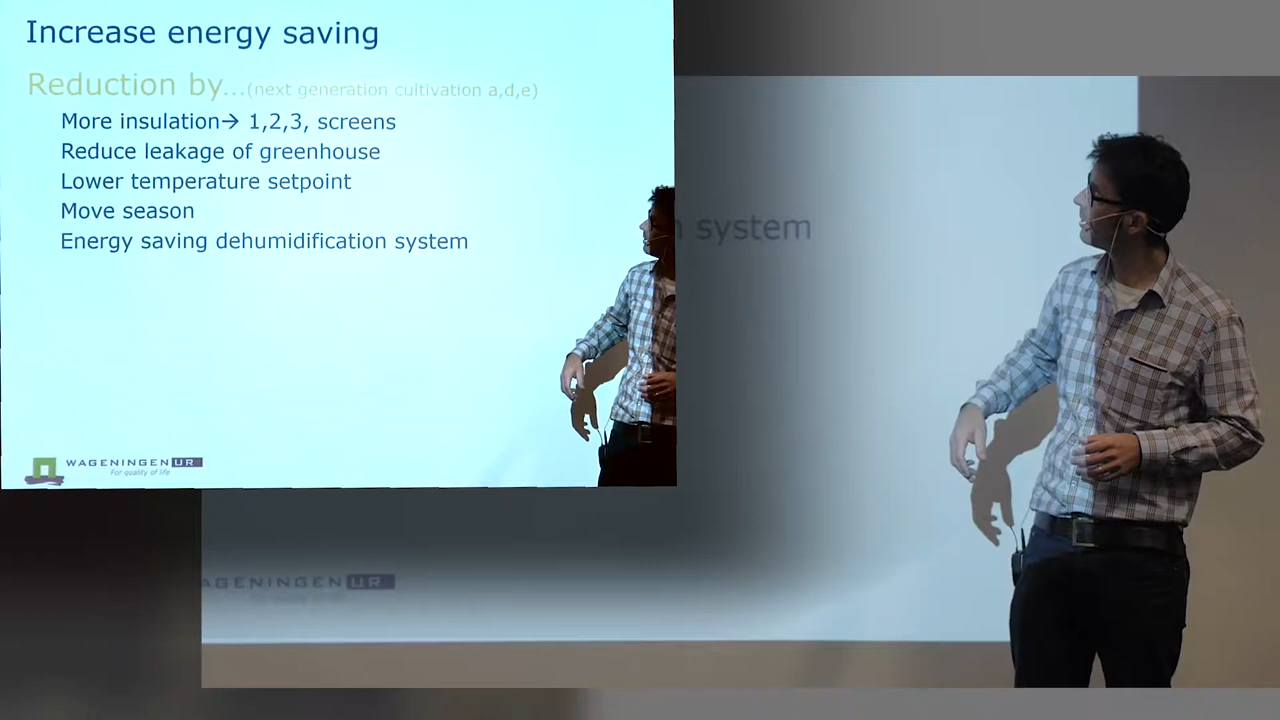 Increase energy saving
Reduction by...(next generation cultivation a,d,e)
More insulation→ 1,2,3, screens
Reduce leakage of greenhouse
Lower temperature setpoint
Move season
Energy saving dehumidification system
WAGENINGEN UR
For quality of life
system
WAGENINGEN UR